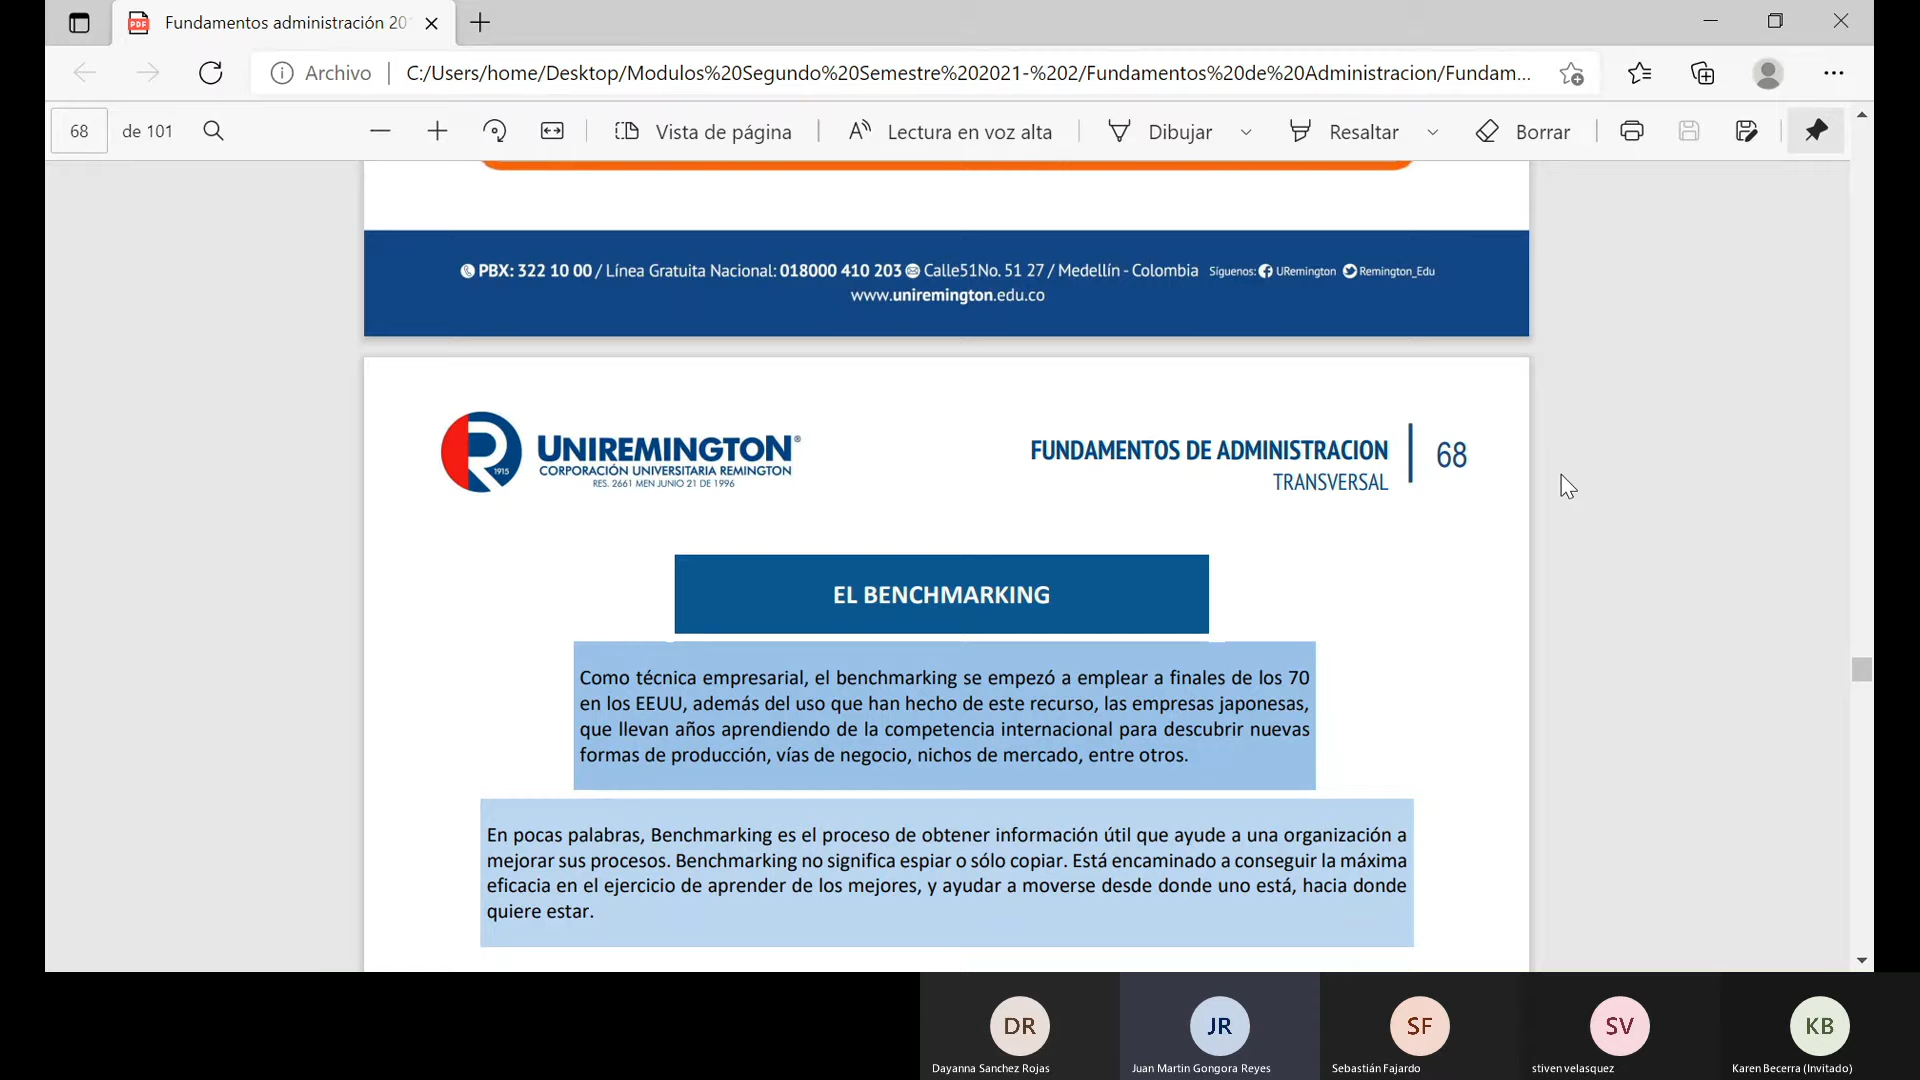 Fundamentos administración 20
Archivo
C:/Users/home/Desktop/Modulos%20Segundo%20Semestre%202021-%202/Fundamentos%20de%20Administracion/Fundam...
68 de 101
Vista de página
Lectura en voz alta
Dibujar
Resaltar
Borrar
PBX: 322 10 00 / Línea Gratuita Nacional: 018000 410 203 Calle51No. 51 27 / Medellín - Colombia Síguenos: URemington Remington_Edu
www.uniremington.edu.co
1915
UNIREMINGTON®
CORPORACIÓN UNIVERSITARIA REMINGTON
RES. 2661 MEN JUNIO 21 DE 1996
FUNDAMENTOS DE ADMINISTRACION
TRANSVERSAL
68
EL BENCHMARKING
Como técnica empresarial, el benchmarking se empezó a emplear a finales de los 70
en los EEUU, además del uso que han hecho de este recurso, las empresas japonesas,
que llevan años aprendiendo de la competencia internacional para descubrir nuevas
formas de producción, vías de negocio, nichos de mercado, entre otros.
En pocas palabras, Benchmarking es el proceso de obtener información útil que ayude a una organización a
mejorar sus procesos. Benchmarking no significa espiar o sólo copiar. Está encaminado a conseguir la máxima
eficacia en el ejercicio de aprender de los mejores, y ayudar a moverse desde donde uno está, hacia donde
quiere estar.
DR
JR
SF
SV
KB
Dayanna Sanchez Rojas
Juan Martin Gongora Reyes
Sebastián Fajardo
stiven velasquez
Karen Becerra (Invitado)